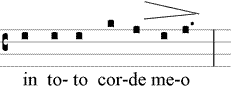 in to- to cor-de me-o